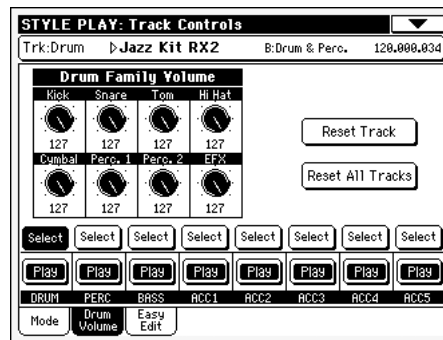 STYLE PLAY: Track Controls
Trk:Drum ▷Jazz Kit RX2 B:Drum & Perc. 120.000.034
Drum Family Volume
Kick Snare Tom Hi Hat
127 127 127 127
Cymbal Perc. 1 Perc. 2 EFX
127 127 127 127
Reset Track
Reset All Tracks
Select Select Select Select Select Select Select Select
Play Play Play Play Play Play Play Play
DRUM PERC BASS ACC1 ACC2 ACC3 ACC4 ACC5
Mode Drum Volume Easy Edit